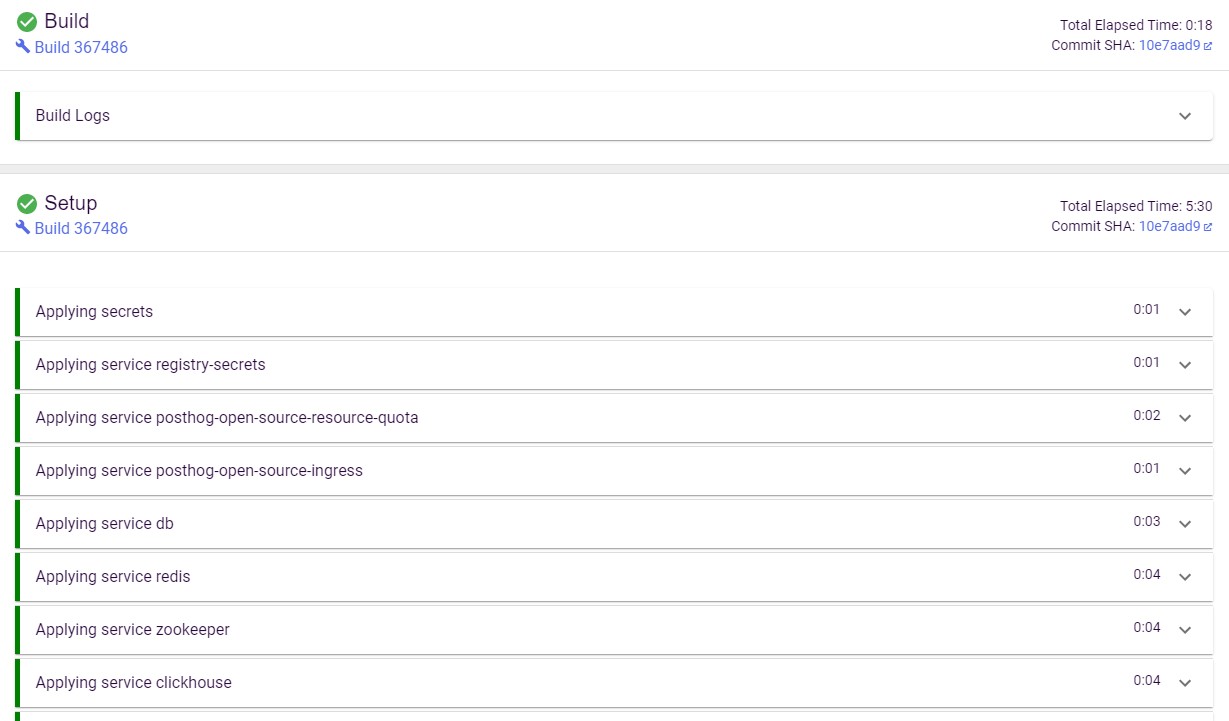 Build
Total Elapsed Time: 0:18
Build 367486
Commit SHA: 10e7aad9
Build Logs
Setup
Total Elapsed Time: 5:30
Build 367486
Commit SHA: 10e7aad9
Applying secrets 0:01
Applying service registry-secrets 0:01
Applying service posthog-open-source-resource-quota 0:02
Applying service posthog-open-source-ingress 0:01
Applying service db 0:03
Applying service redis 0:04
Applying service zookeeper 0:04
Applying service clickhouse 0:04